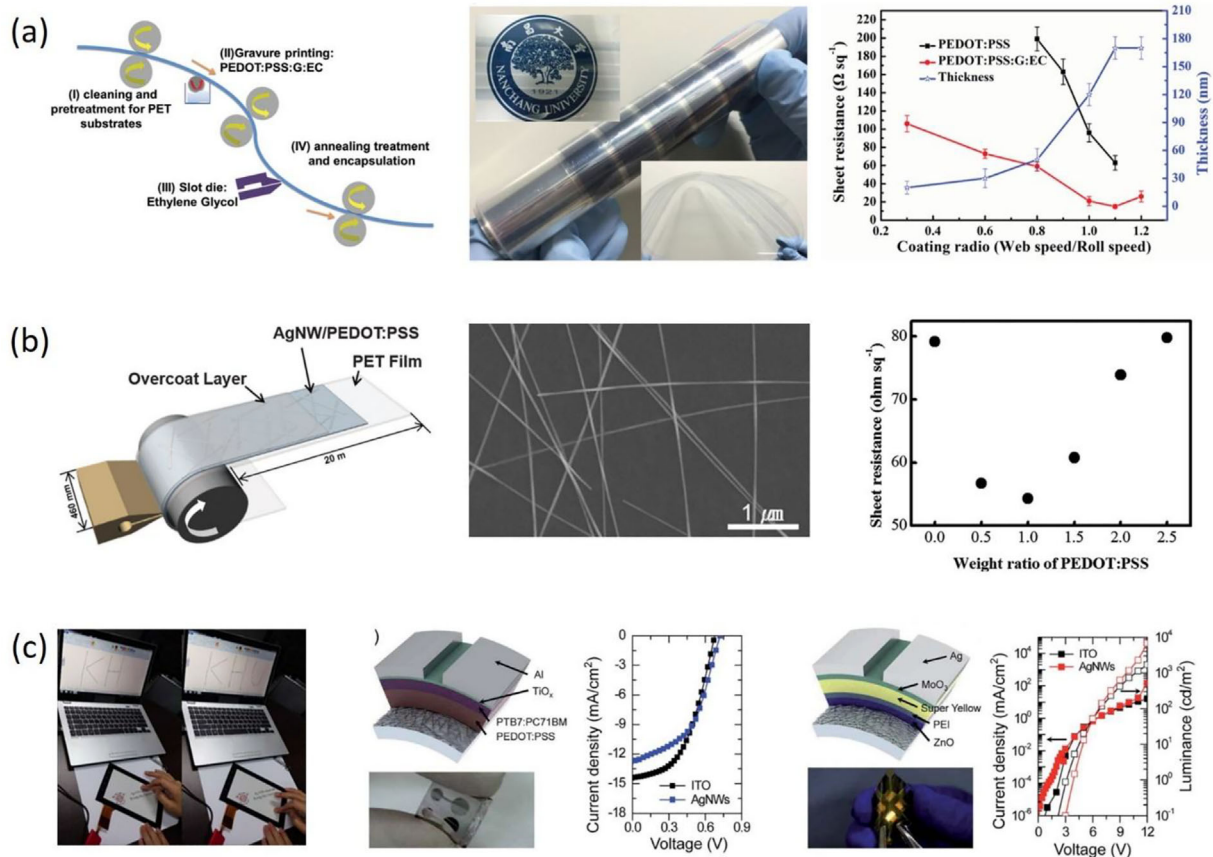 (a)
(I) cleaning and
pretreatment for PET
substrates
(II)Gravure printing:
PEDOT:PSS:G:EC
(III) Slot die:
Ethylene Glycol
(IV) annealing treatment
and encapsulation
南昌大学
1921
NANCHANG UNIVERSITY
Sheet resistance (Ω sq⁻¹)
220
200
180
160
140
120
100
80
60
40
20
0
PEDOT:PSS
PEDOT:PSS:G:EC
Thickness
210
180
150
120
90
60
30
0
Thickness (nm)
0.2 0.4 0.6 0.8 1.0 1.2
Coating radio (Web speed/Roll speed)
(b)
AgNW/PEDOT:PSS
PET Film
Overcoat Layer
20 m
460 mm
1 ㎛
Sheet resistance (ohm sq⁻¹)
80
70
60
50
0.0 0.5 1.0 1.5 2.0 2.5
Weight ratio of PEDOT:PSS
(c)
KH
)
Al
TiOₓ
PTB7:PC71BM
PEDOT:PSS
Current density (mA/cm²)
0
-3
-6
-9
-12
-15
-18
ITO
AgNWs
0.0 0.3 0.6 0.9
Voltage (V)
Ag
MoO₃
Super Yellow
PEI
ZnO
Current density (mA/cm²)
10⁴
10²
10⁰
10⁻²
10⁻⁴
10⁻⁶
ITO
AgNWs
10⁴
10³
10²
10¹
10⁰
10⁻¹
Luminance (cd/m²)
0 3 6 9 12
Voltage (V)